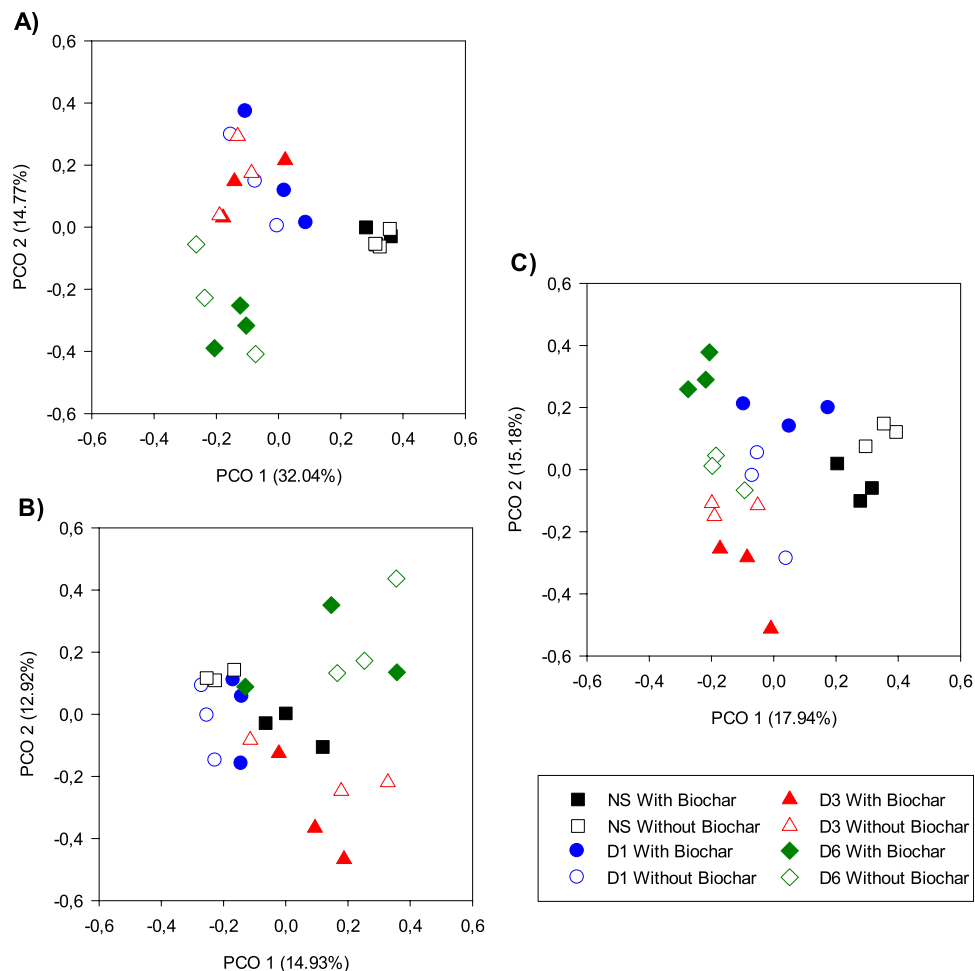 A)
0,6
0,4
0,2
0,0
-0,2
-0,4
-0,6
PCO 2 (14.77%)
-0,6 -0,4 -0,2 0,0 0,2 0,4 0,6
PCO 1 (32.04%)
B)
0,6
0,4
0,2
0,0
-0,2
-0,4
-0,6
PCO 2 (12.92%)
-0,6 -0,4 -0,2 0,0 0,2 0,4 0,6
PCO 1 (14.93%)
C)
0,6
0,4
0,2
0,0
-0,2
-0,4
-0,6
PCO 2 (15.18%)
-0,6 -0,4 -0,2 0,0 0,2 0,4 0,6
PCO 1 (17.94%)
NS With Biochar
NS Without Biochar
D1 With Biochar
D1 Without Biochar
D3 With Biochar
D3 Without Biochar
D6 With Biochar
D6 Without Biochar